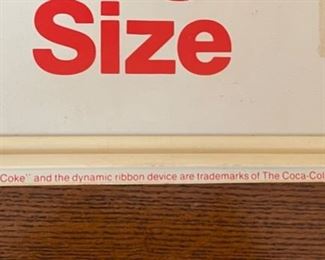 Size
Coke" and the dynamic ribbon device are trademarks of The Coca-Col